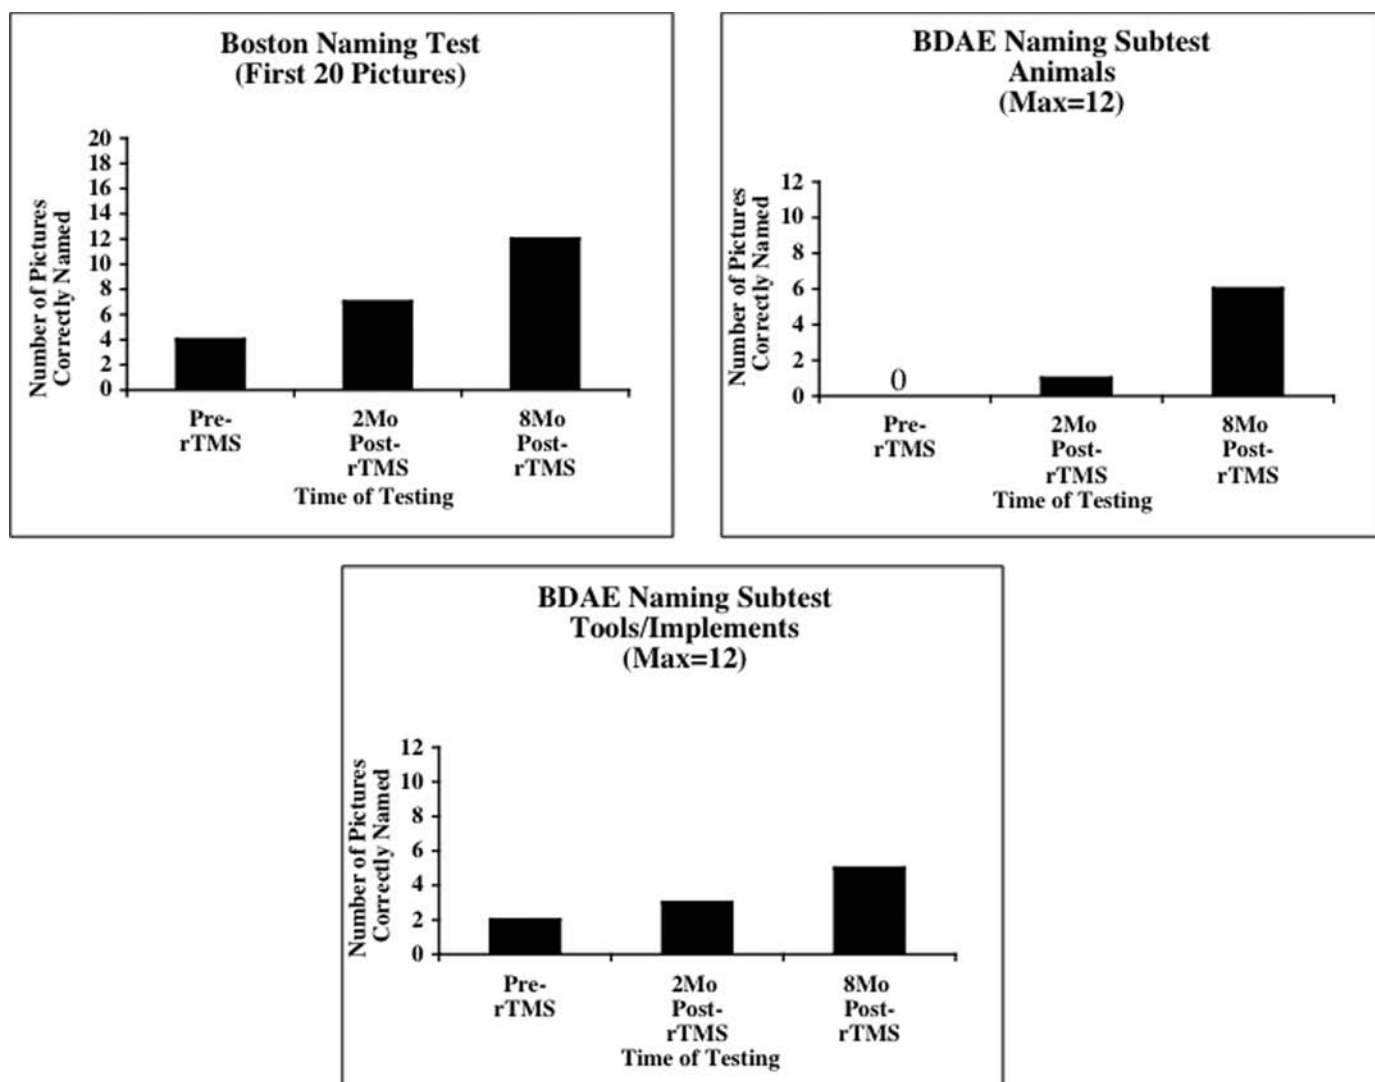 Boston Naming Test
(First 20 Pictures)
Number of Pictures
Correctly Named
20
18
16
14
12
10
8
6
4
2
0
Pre-
rTMS
2Mo
Post-
rTMS
8Mo
Post-
rTMS
Time of Testing
BDAE Naming Subtest
Animals
(Max=12)
Number of Pictures
Correctly Named
12
10
8
6
4
2
0
0
Pre-
rTMS
2Mo
Post-
rTMS
8Mo
Post-
rTMS
Time of Testing
BDAE Naming Subtest
Tools/Implements
(Max=12)
Number of Pictures
Correctly Named
12
10
8
6
4
2
0
Pre-
rTMS
2Mo
Post-
rTMS
8Mo
Post-
rTMS
Time of Testing